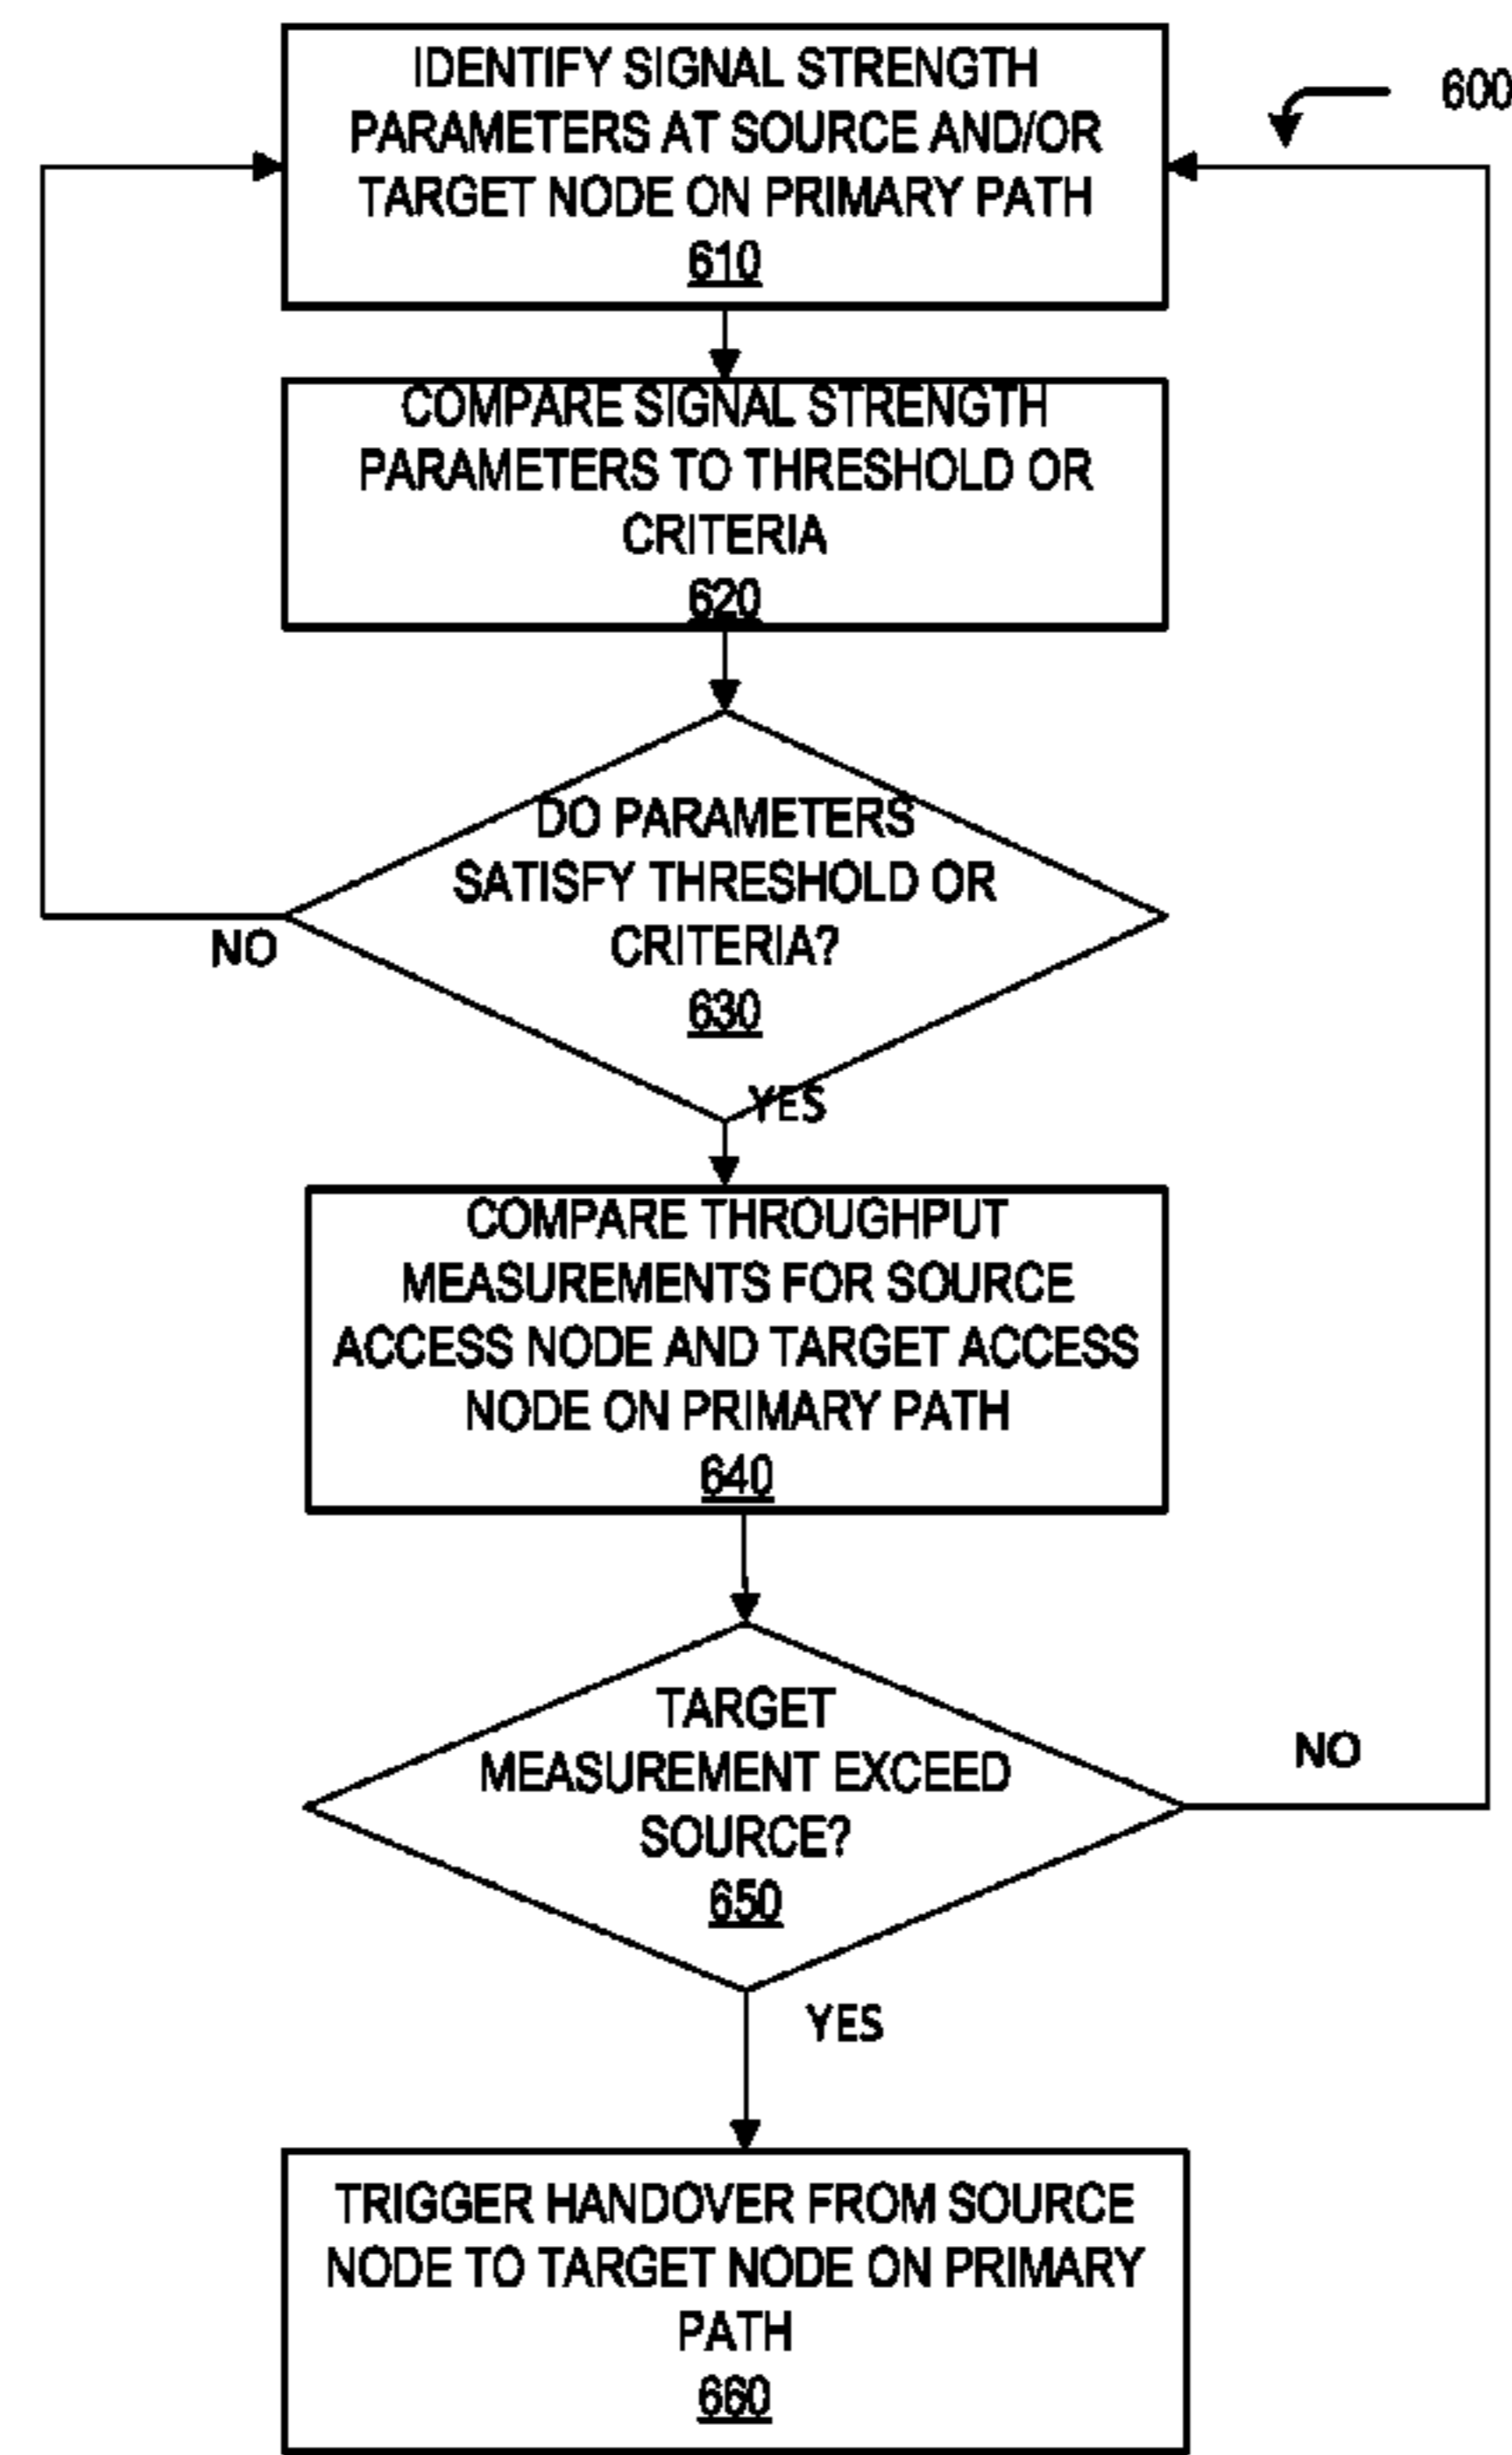 IDENTIFY SIGNAL STRENGTH
PARAMETERS AT SOURCE AND/OR
TARGET NODE ON PRIMARY PATH
610
600
COMPARE SIGNAL STRENGTH
PARAMETERS TO THRESHOLD OR
CRITERIA
620
DO PARAMETERS
SATISFY THRESHOLD OR
CRITERIA?
630
NO
YES
COMPARE THROUGHPUT
MEASUREMENTS FOR SOURCE
ACCESS NODE AND TARGET ACCESS
NODE ON PRIMARY PATH
640
TARGET
MEASUREMENT EXCEED
SOURCE?
650
NO
YES
TRIGGER HANDOVER FROM SOURCE
NODE TO TARGET NODE ON PRIMARY
PATH
660